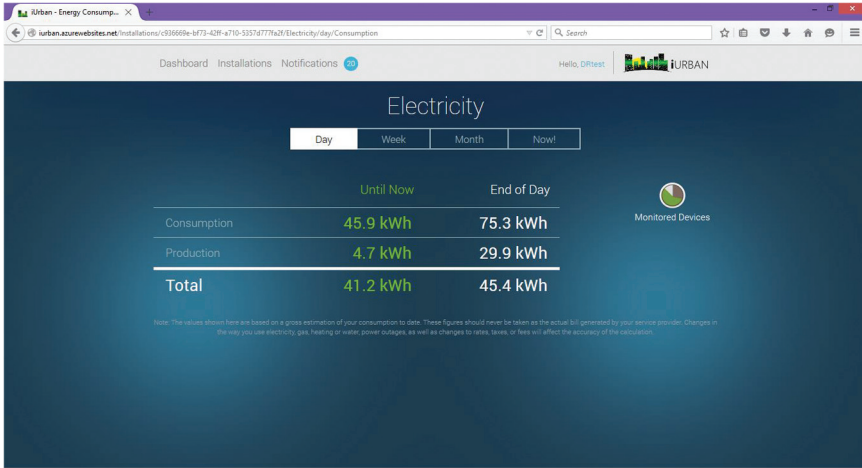 iUrban - Energy Consump...
iurban.azurewebsites.net/Installations/c936669e-bf73-42ff-a710-5357d777fa2f/Electricity/day/Consumption
Search
Dashboard Installations Notifications 20
Hello, DRtest
iURBAN
Electricity
Day Week Month Now!
Until Now End of Day
Consumption 45.9 kWh 75.3 kWh
Production 4.7 kWh 29.9 kWh
Total 41.2 kWh 45.4 kWh
Monitored Devices
Note: The values shown here are based on a gross estimation of your consumption to date. These figures should never be taken as the actual bill generated by your service provider. Changes in
the way you use electricity, gas, heating or water, power outages, as well as changes to rates, taxes, or fees will affect the accuracy of the calculation.